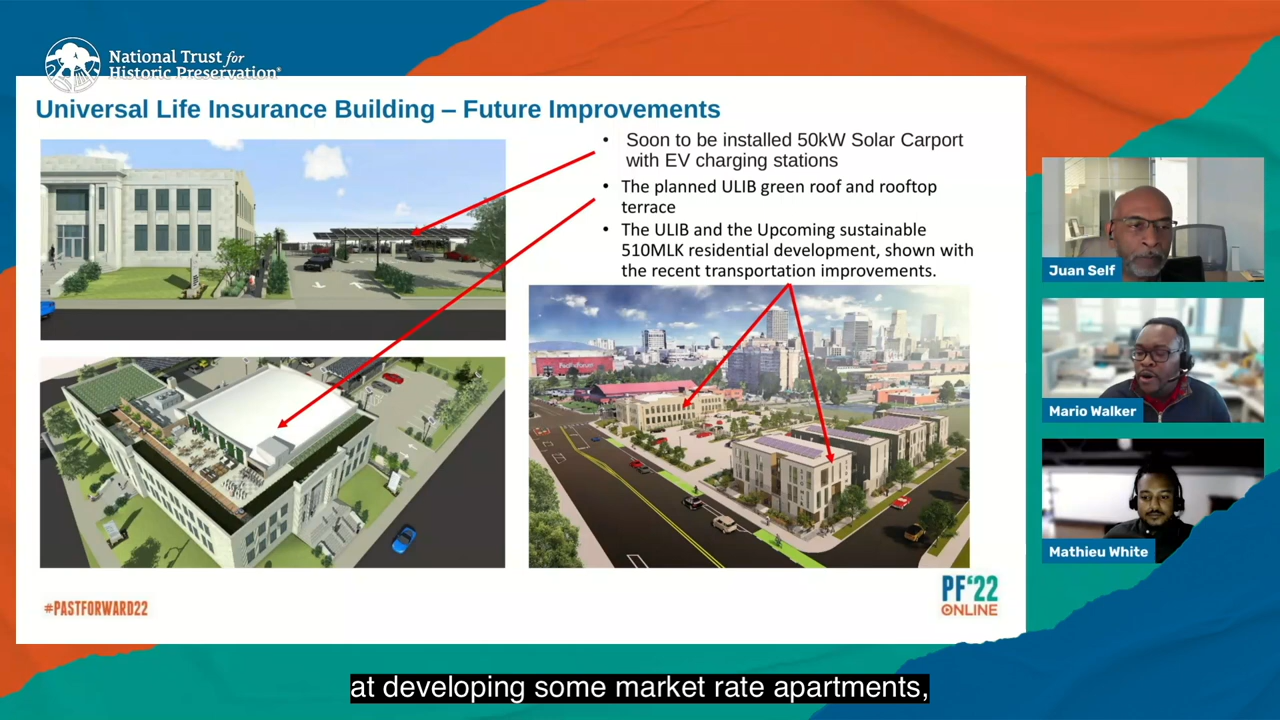 National Trust for
Historic Preservation®
Universal Life Insurance Building – Future Improvements
• Soon to be installed 50kW Solar Carport
with EV charging stations
• The planned ULIB green roof and rooftop
terrace
• The ULIB and the Upcoming sustainable
510MLK residential development, shown with
the recent transportation improvements.
FedExForum
Juan Self
Mario Walker
Mathieu White
#PASTFORWARD22
PF‘22
ONLINE
at developing some market rate apartments,